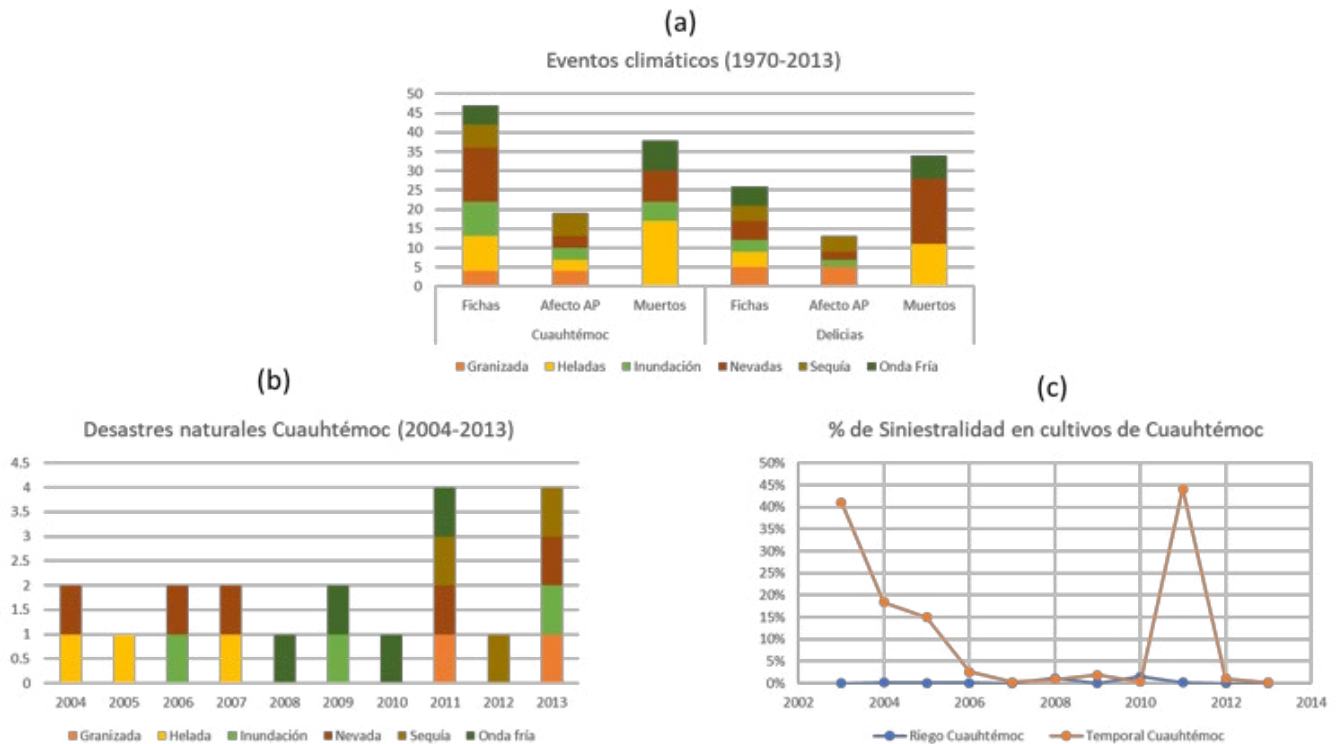 (a)
Eventos climáticos (1970-2013)
50
45
40
35
30
25
20
15
10
5
0
Fichas Afecto AP Muertos Fichas Afecto AP Muertos
Cuauhtémoc Delicias
Granizada Heladas Inundación Nevadas Sequía Onda Fría
(b)
Desastres naturales Cuauhtémoc (2004-2013)
4.5
4
3.5
3
2.5
2
1.5
1
0.5
0
2004 2005 2006 2007 2008 2009 2010 2011 2012 2013
Granizada Helada Inundación Nevada Sequía Onda fría
(c)
% de Siniestralidad en cultivos de Cuauhtémoc
50%
45%
40%
35%
30%
25%
20%
15%
10%
5%
0%
2002 2004 2006 2008 2010 2012 2014
Riego Cuauhtémoc Temporal Cuauhtémoc